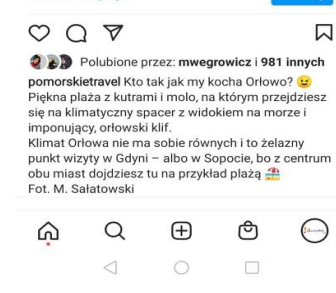 Polubione przez: mwegrowicz i 981 innych
pomorskietravel Kto tak jak my kocha Orłowo? 😉
Piękna plaża z kutrami i molo, na którym przejdziesz
się na klimatyczny spacer z widokiem na morze i
imponujący, orłowski klif.
Klimat Orłowa nie ma sobie równych i to żelazny
punkt wizyty w Gdyni – albo w Sopocie, bo z centrum
obu miast dojdziesz tu na przykład plażą 🏖️
Fot. M. Sałatowski